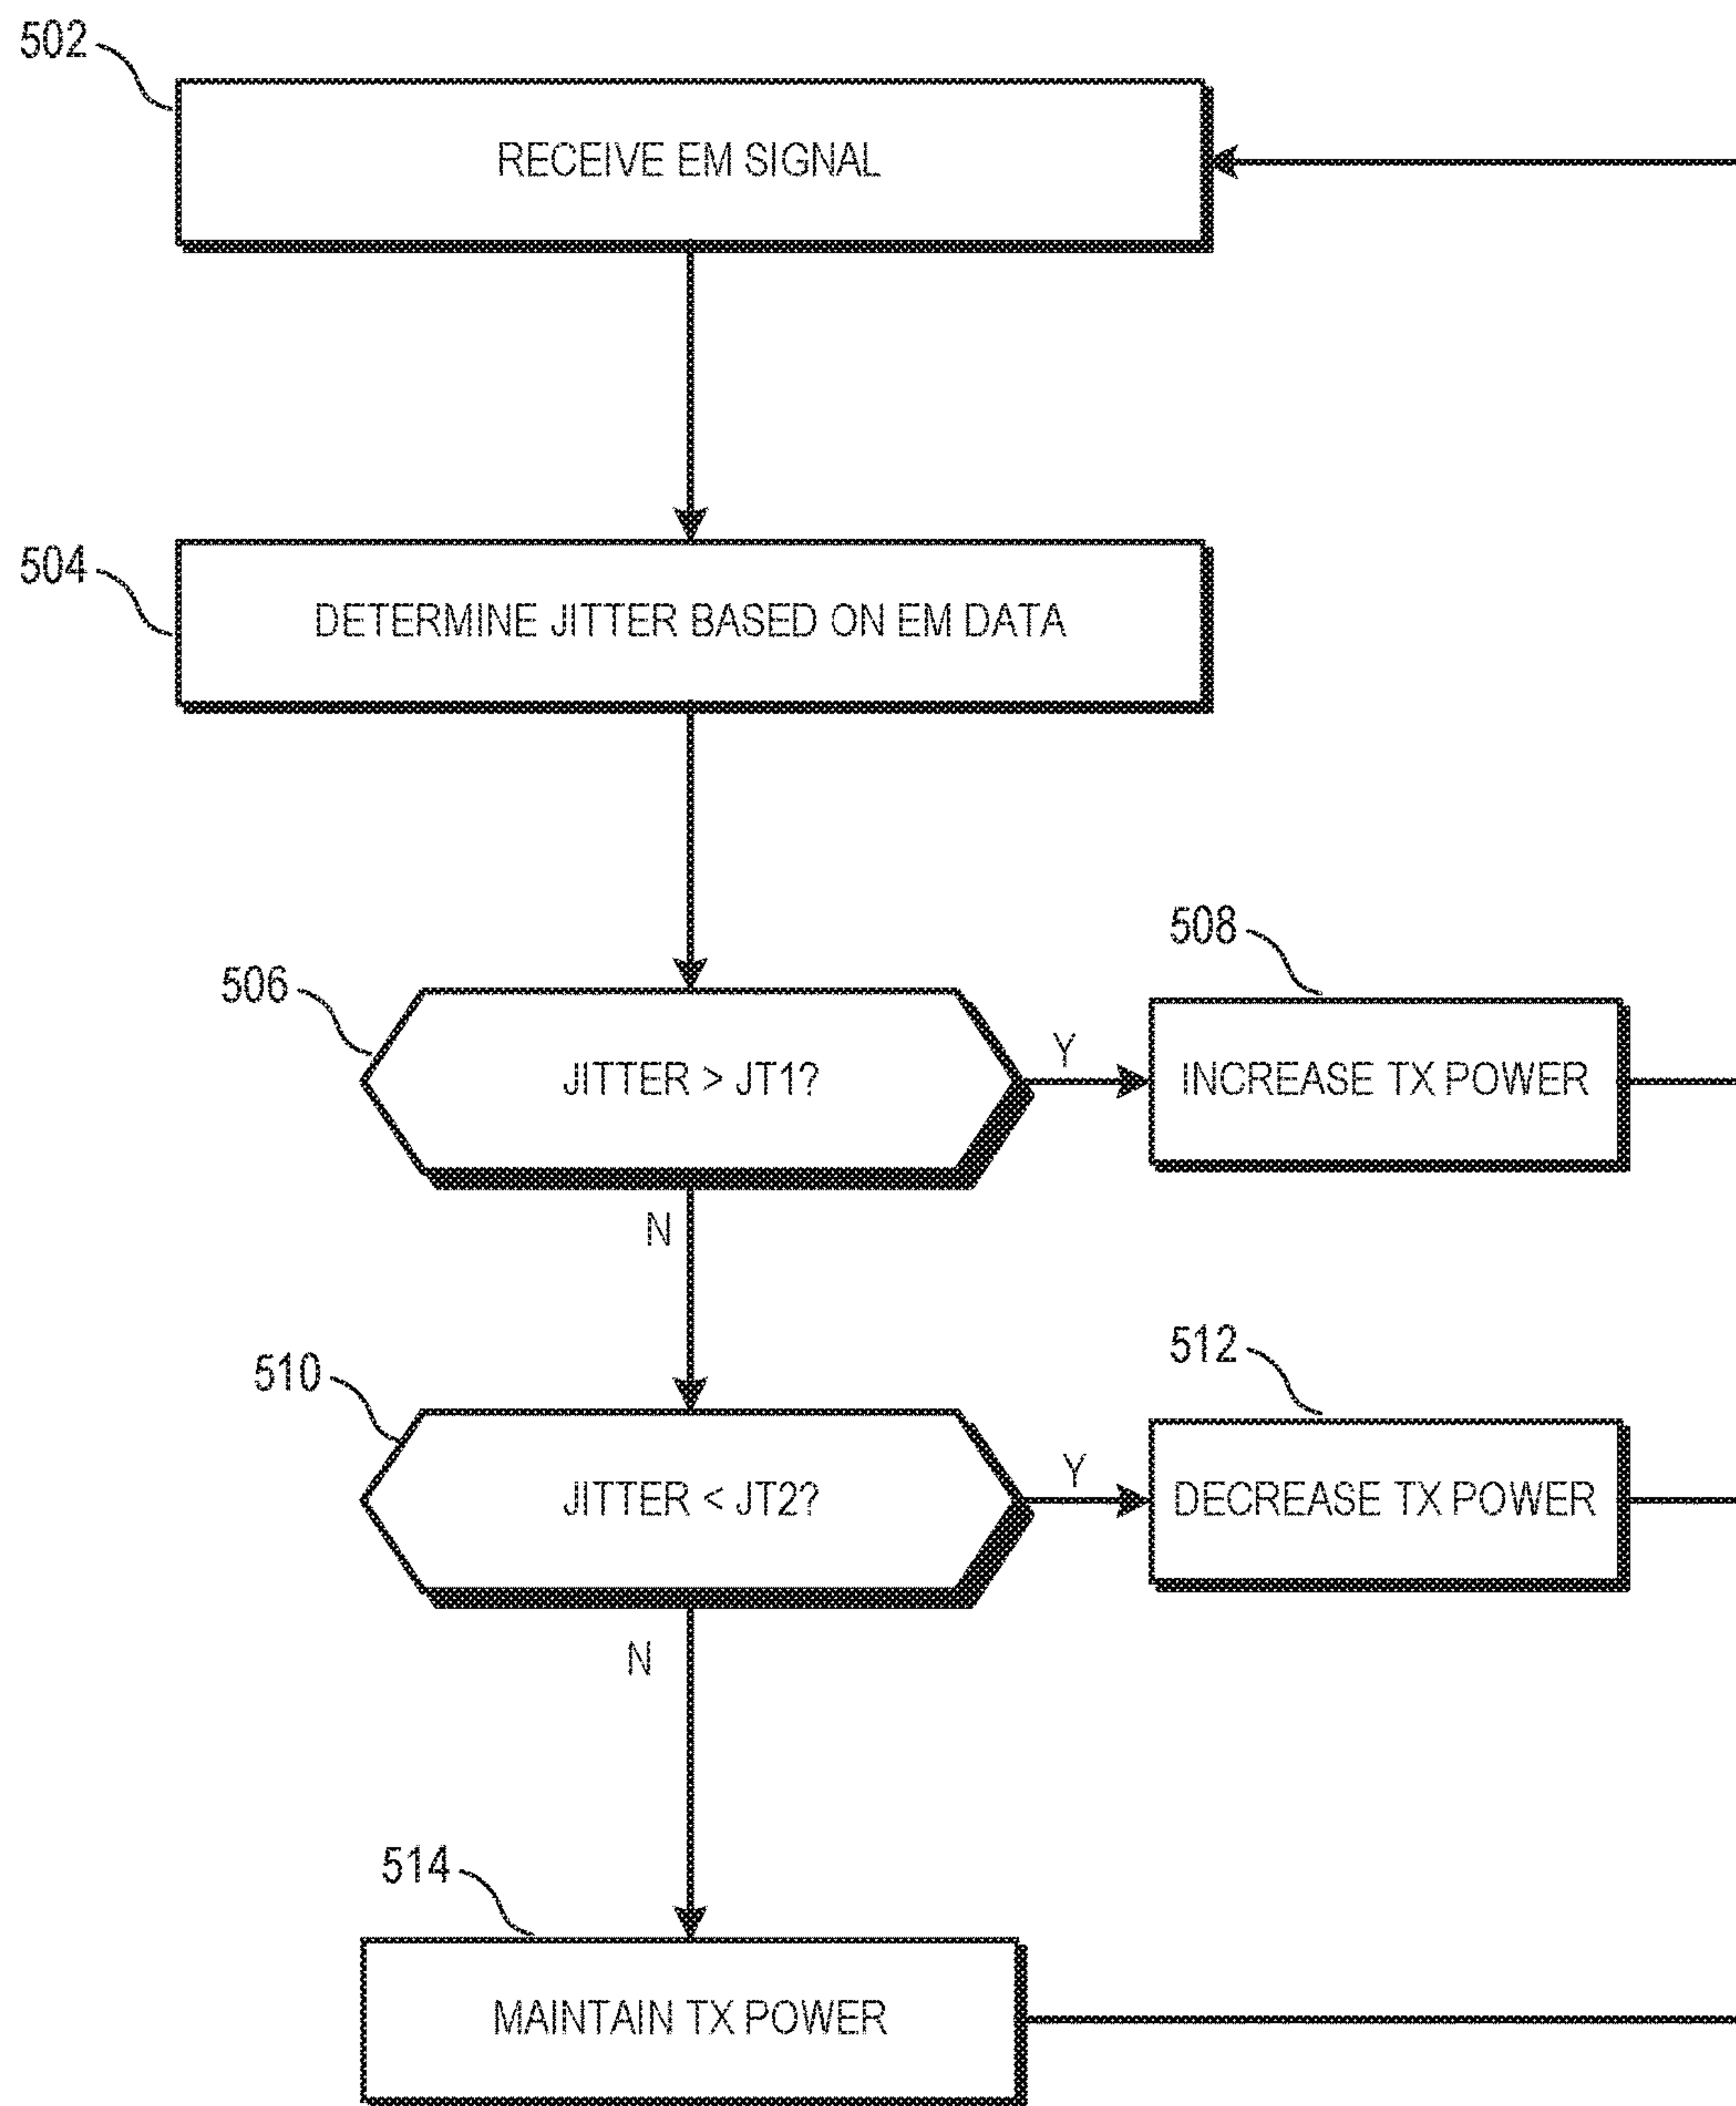 502
RECEIVE EM SIGNAL
504
DETERMINE JITTER BASED ON EM DATA
508
506
JITTER > JT1?
Y
INCREASE TX POWER
N
512
510
JITTER < JT2?
Y
DECREASE TX POWER
N
514
MAINTAIN TX POWER